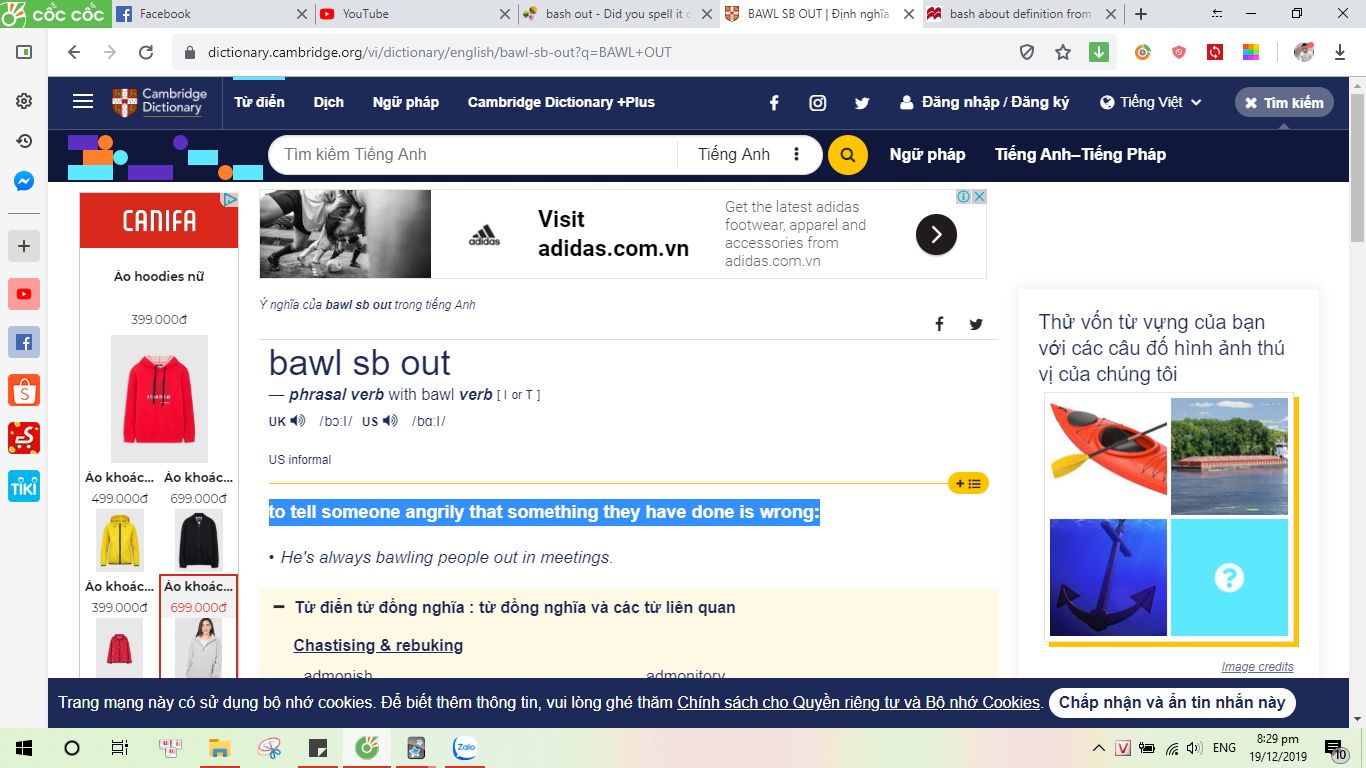 cốc cốc
Facebook
YouTube
bash out - Did you spell it c
BAWL SB OUT | Định nghĩa
bash about definition from
dictionary.cambridge.org/vi/dictionary/english/bawl-sb-out?q=BAWL+OUT
Cambridge
Dictionary
Từ điển
Dịch
Ngữ pháp
Cambridge Dictionary +Plus
Đăng nhập / Đăng ký
Tiếng Việt
Tìm kiếm
Tìm kiếm Tiếng Anh
Tiếng Anh
Ngữ pháp
Tiếng Anh–Tiếng Pháp
CANIFA
Áo hoodies nữ
399.000đ
Áo khoác... Áo khoác...
499.000đ 699.000đ
Áo khoác... Áo khoác...
399.000đ 699.000đ
adidas
Visit
adidas.com.vn
Get the latest adidas
footwear, apparel and
accessories from
adidas.com.vn
Ý nghĩa của bawl sb out trong tiếng Anh
bawl sb out
— phrasal verb with bawl verb [ I or T ]
UK /bɔːl/ US /bɑːl/
US informal
to tell someone angrily that something they have done is wrong:
• He's always bawling people out in meetings.
Từ điển từ đồng nghĩa : từ đồng nghĩa và các từ liên quan
Chastising & rebuking
admonish admonitory
Thử vốn từ vựng của bạn
với các câu đố hình ảnh thú
vị của chúng tôi
Image credits
Trang mạng này có sử dụng bộ nhớ cookies. Để biết thêm thông tin, vui lòng ghé thăm Chính sách cho Quyền riêng tư và Bộ nhớ Cookies.
Chấp nhận và ẩn tin nhắn này
TIKI
Zalo
V
ENG
8:29 pm
19/12/2019
10